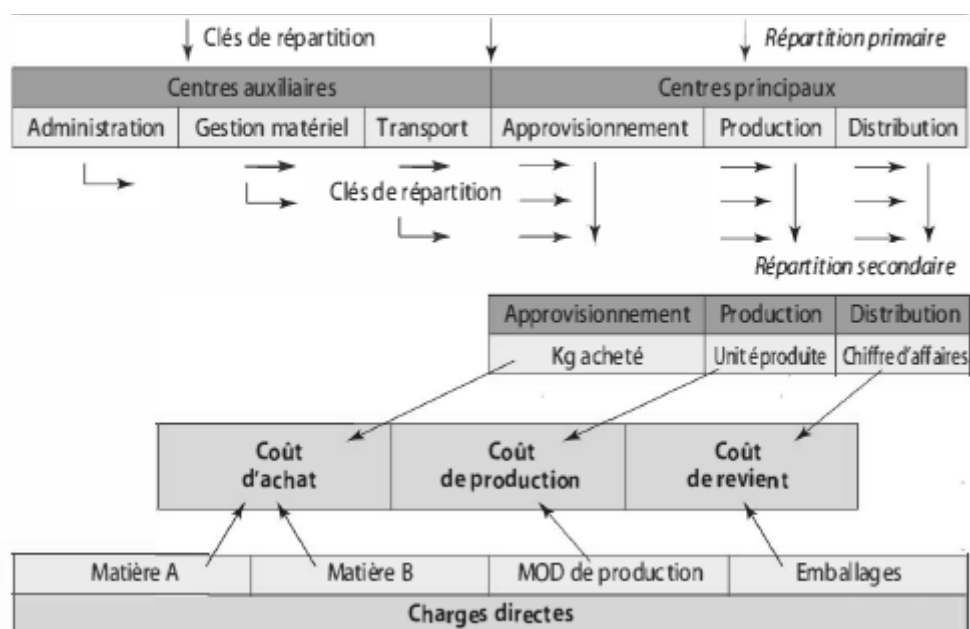 Clés de répartition
Répartition primaire
Centres auxiliaires
Centres principaux
Administration
Gestion matériel
Transport
Approvisionnement
Production
Distribution
Clés de répartition
Répartition secondaire
Approvisionnement
Production
Distribution
Kg acheté
Unité produite
Chiffre d'affaires
Coût
d'achat
Coût
de production
Coût
de revient
Matière A
Matière B
MOD de production
Emballages
Charges directes